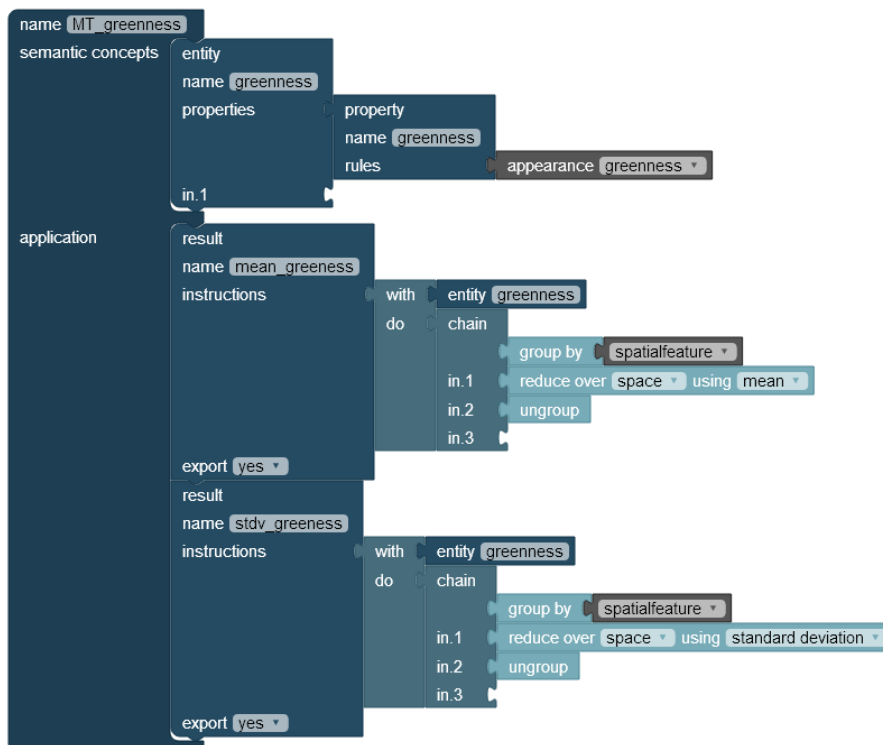 name MT_greenness
semantic concepts entity
name greenness
properties property
name greenness
rules appearance greenness
in.1
application result
name mean_greeness
instructions with entity greenness
do chain
group by spatialfeature
in.1 reduce over space using mean
in.2 ungroup
in.3
export yes
result
name stdv_greeness
instructions with entity greenness
do chain
group by spatialfeature
in.1 reduce over space using standard deviation
in.2 ungroup
in.3
export yes